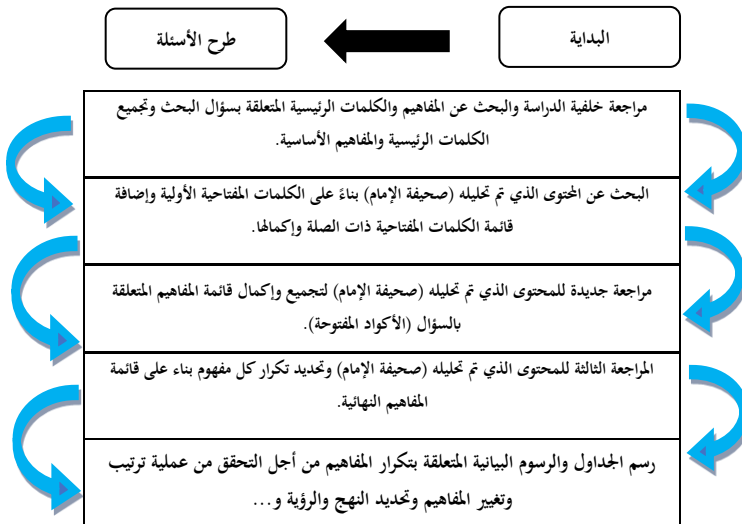 البداية
طرح الأسئلة
مراجعة خلفية الدراسة والبحث عن المفاهيم والكلمات الرئيسية المتعلقة بسؤال البحث وتجميع
الكلمات الرئيسية والمفاهيم الأساسية.
البحث عن المحتوى الذي تم تحليله (صحيفة الإمام) بناءً على الكلمات المفتاحية الأولية وإضافة
قائمة الكلمات المفتاحية ذات الصلة وإكمالها.
مراجعة جديدة للمحتوى الذي تم تحليله (صحيفة الإمام) لتجميع وإكمال قائمة المفاهيم المتعلقة
بالسؤال (الأكواد المفتوحة).
المراجعة الثالثة للمحتوى الذي تم تحليله (صحيفة الإمام) وتحديد تكرار كل مفهوم بناء على قائمة
المفاهيم النهائية.
رسم الجداول والرسوم البيانية المتعلقة بتكرار المفاهيم من أجل التحقق من عملية ترتيب
وتغيير المفاهيم وتحديد النهج والرؤية و...